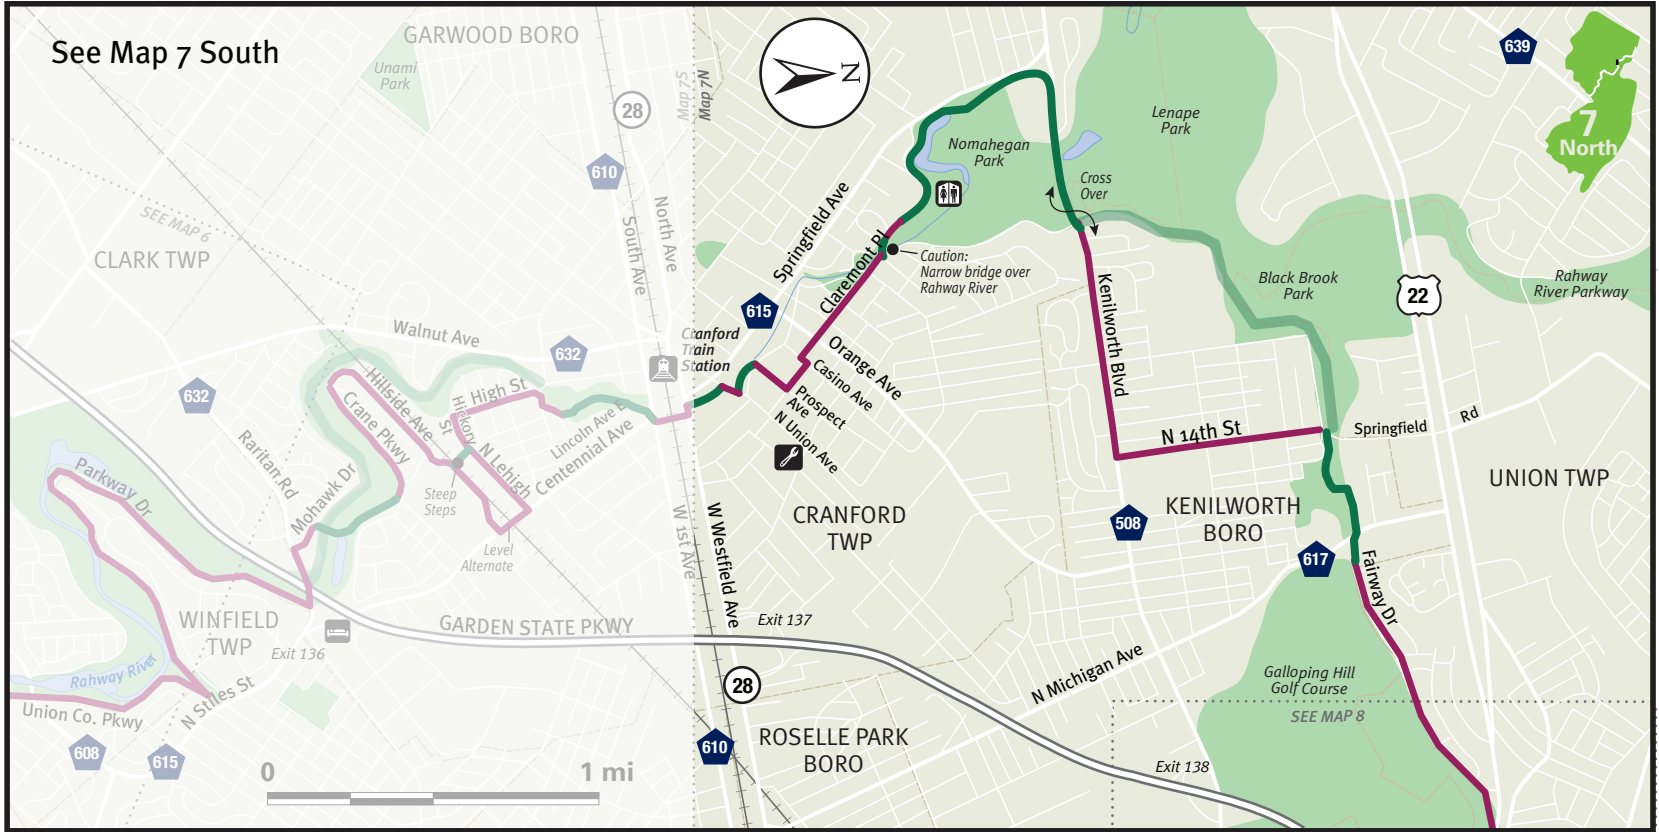 See Map 7 South
GARWOOD BORO
Unami
Park
28
610
Map 7S
Map 7N
N
639
7
North
Lenape
Park
Nomahegan
Park
Cross
Over
SEE MAP 6
CLARK TWP
South Ave
North Ave
Springfield Ave
Claremont Pl
Caution:
Narrow bridge over
Rahway River
615
Black Brook
Park
22
Rahway
River Parkway
Walnut Ave
632
632
Cranford
Train
Station
Orange Ave
Casino Ave
Prospect
Ave
N Union Ave
Kenilworth Blvd
N 14th St
Springfield
Rd
Hillside Ave
High St
Hickory
St
Crane Pkwy
N Lehigh
Lincoln Ave E
Centennial Ave
Raritan Rd
Mohawk Dr
Parkway Dr
Steep
Steps
Level
Alternate
W 1st Ave
W Westfield Ave
CRANFORD
TWP
508
KENILWORTH
BORO
617
UNION TWP
Fairway Dr
WINFIELD
TWP
Exit 136
GARDEN STATE PKWY
Exit 137
28
N Michigan Ave
Galloping Hill
Golf Course
SEE MAP 8
Rahway River
Union Co. Pkwy
N Stiles St
608
615
0
1 mi
610
ROSELLE PARK
BORO
Exit 138